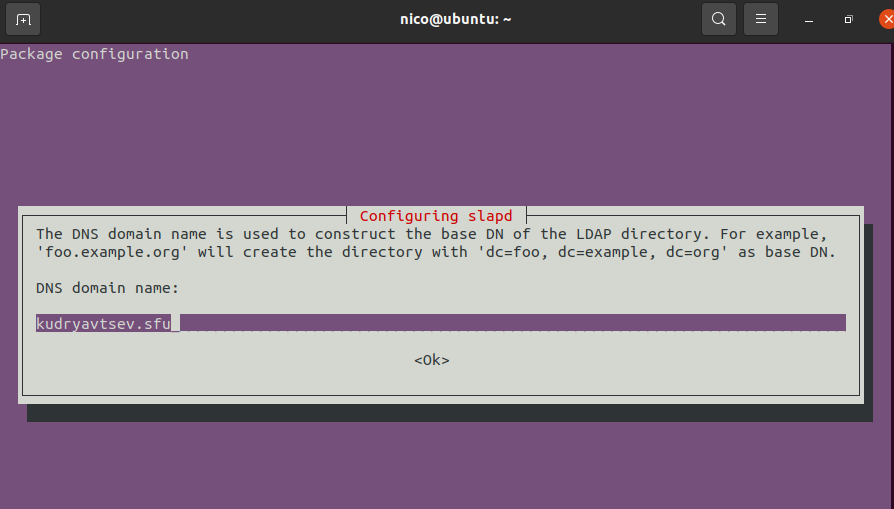 nico@ubuntu: ~
Package configuration
Configuring slapd
The DNS domain name is used to construct the base DN of the LDAP directory. For example,
'foo.example.org' will create the directory with 'dc=foo, dc=example, dc=org' as base DN.
DNS domain name:
kudryavtsev.sfu
<Ok>